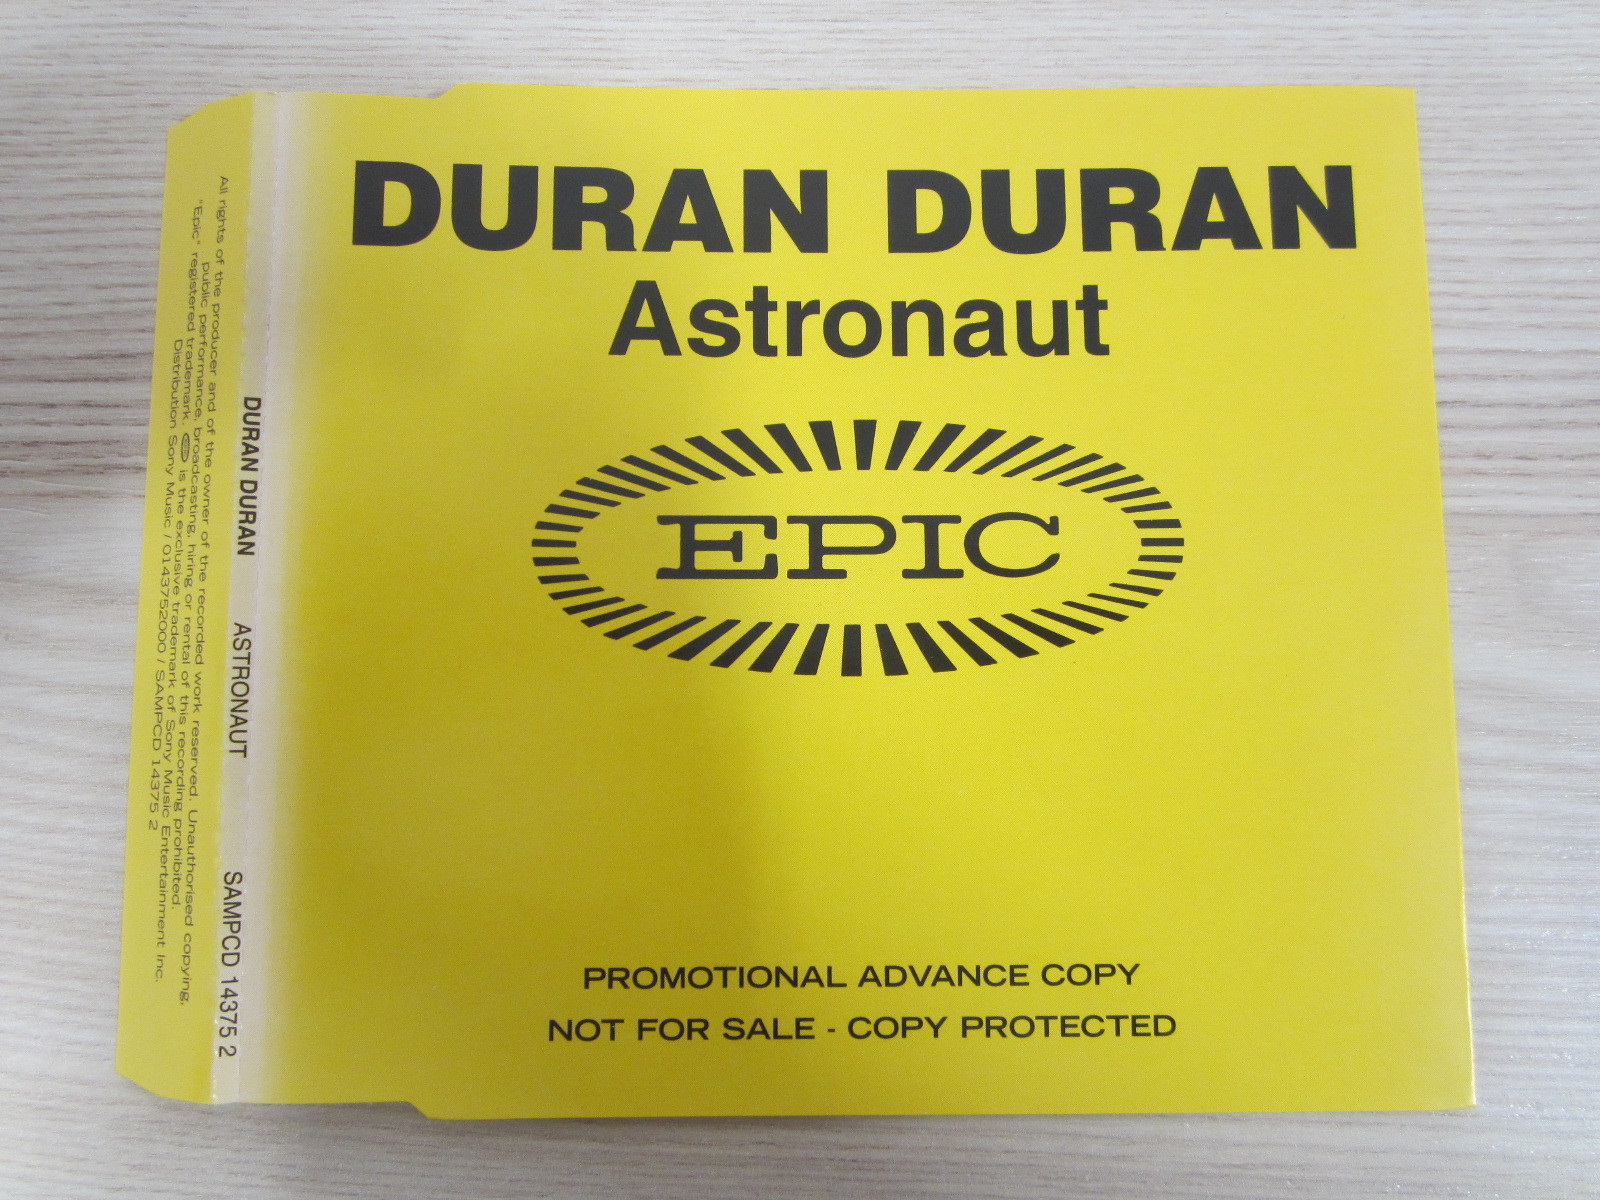 DURAN DURAN
Astronaut
EPIC
PROMOTIONAL ADVANCE COPY
NOT FOR SALE - COPY PROTECTED
DURAN DURAN ASTRONAUT SAMPCD 14375 2
All rights of the producer and of the owner of the recorded work reserved. Unauthorised copying,
public performance, broadcasting, hiring or rental of this recording prohibited.
"Epic" registered trademark. is the exclusive trademark of Sony Music Entertainment Inc.
Distribution Sony Music / 0143752000 / SAMPCD 14375 2